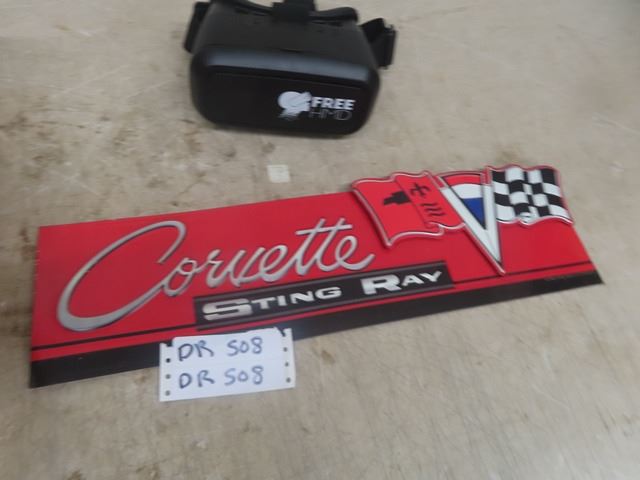 FREE
HMD
Corvette
STING RAY
DR 508
DR 508